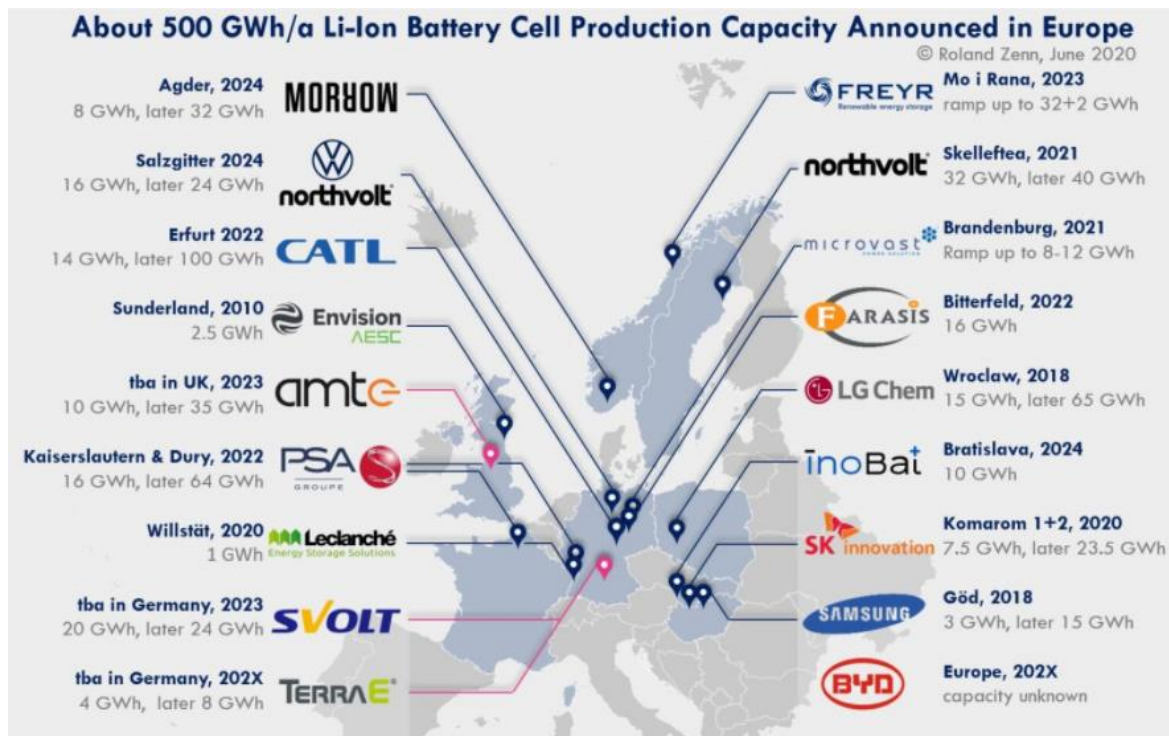 About 500 GWh/a Li-Ion Battery Cell Production Capacity Announced in Europe
© Roland Zenn, June 2020
Agder, 2024
8 GWh, later 32 GWh
MORROW
Salzgitter 2024
16 GWh, later 24 GWh
northvolt
Erfurt 2022
14 GWh, later 100 GWh
CATL
Sunderland, 2010
2.5 GWh
Envision
AESC
tba in UK, 2023
10 GWh, later 35 GWh
amte
Kaiserslautern & Dury, 2022
16 GWh, later 64 GWh
PSA
GROUPE
Willstät, 2020
1 GWh
Leclanché
Energy Storage Solutions
tba in Germany, 2023
20 GWh, later 24 GWh
SVOLT
tba in Germany, 202X
4 GWh, later 8 GWh
TERRAE
FREYR
Renewable energy storage
Mo i Rana, 2023
ramp up to 32+2 GWh
northvolt
Skelleftea, 2021
32 GWh, later 40 GWh
microvast
POWER SOLUTION
Brandenburg, 2021
Ramp up to 8-12 GWh
FARASIS
Bitterfeld, 2022
16 GWh
LG Chem
Wroclaw, 2018
15 GWh, later 65 GWh
inoBat
Bratislava, 2024
10 GWh
SK innovation
Komarom 1+2, 2020
7.5 GWh, later 23.5 GWh
SAMSUNG
Göd, 2018
3 GWh, later 15 GWh
BYD
Europe, 202X
capacity unknown